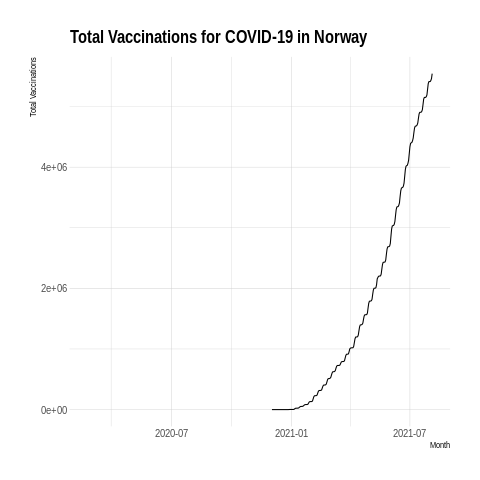 Total Vaccinations for COVID-19 in Norway
Total Vaccinations
4e+06
2e+06
0e+00
2020-07
2021-01
2021-07
Month